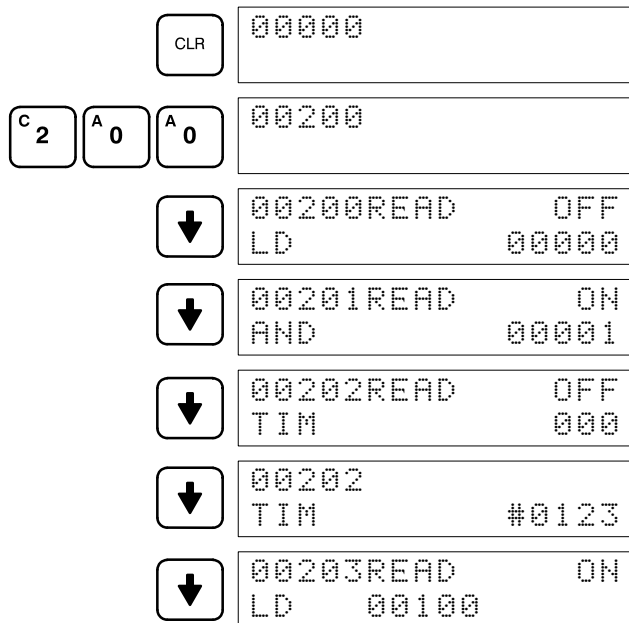 CLR
00000
C 2 A 0 A 0
00200
00200READ OFF
LD 00000
00201READ ON
AND 00001
00202READ OFF
TIM 000
00202
TIM #0123
00203READ ON
LD 00100